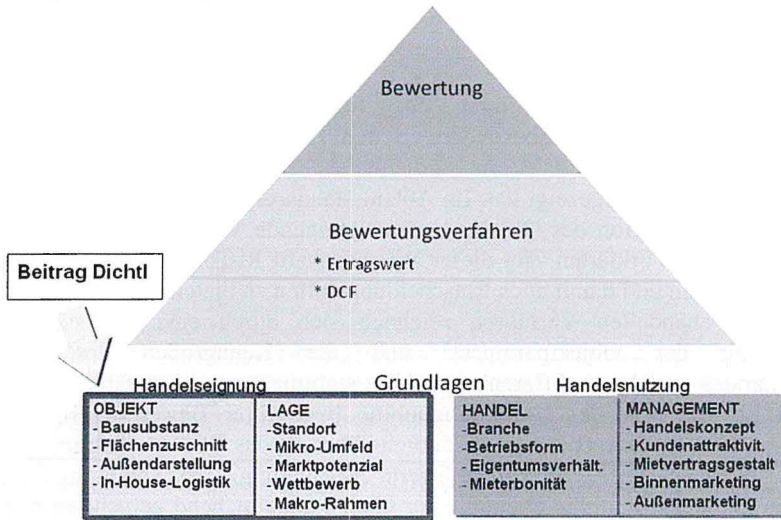 Bewertung
Bewertungsverfahren
* Ertragswert
* DCF
Beitrag Dichtl
Handelseignung
Grundlagen
Handelsnutzung
OBJEKT
- Bausubstanz
- Flächenzuschnitt
- Außendarstellung
- In-House-Logistik
LAGE
-Standort
-Mikro-Umfeld
-Marktpotenzial
-Wettbewerb
- Makro-Rahmen
HANDEL
-Branche
-Betriebsform
- Eigentumsverhält.
- Mieterbonität
MANAGEMENT
- Handelskonzept
- Kundenattraktivit.
- Mietvertragsgestalt
- Binnenmarketing
- Außenmarketing